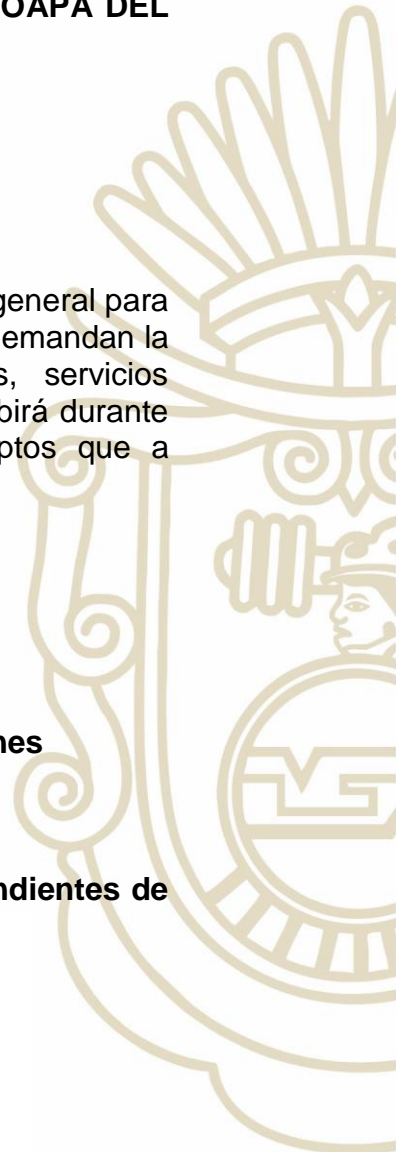 OAPA DEL
general para
emandan la
s, servicios
birá durante
ptos que a
nes
ndientes de